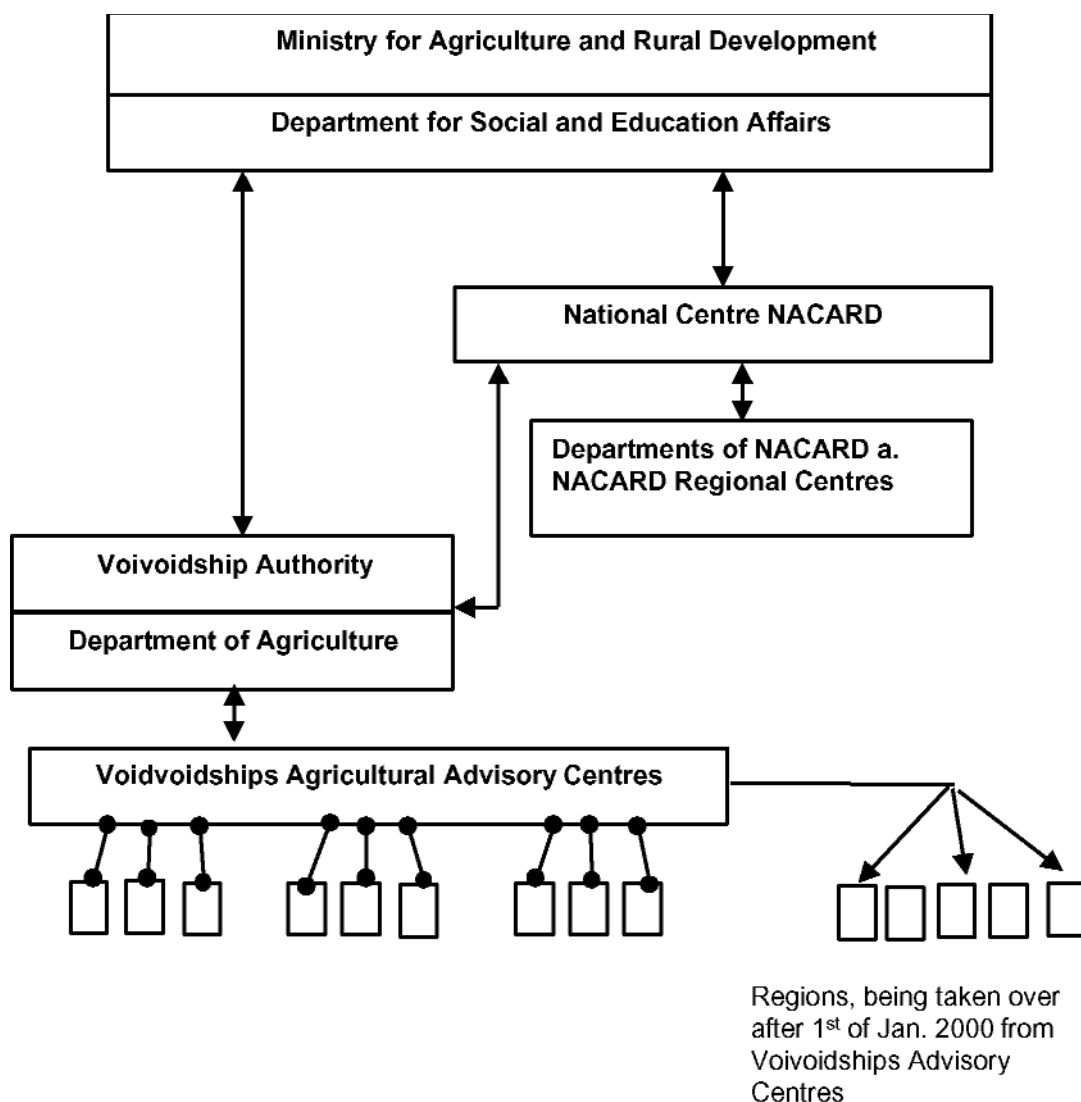 Ministry for Agriculture and Rural Development
Department for Social and Education Affairs
National Centre NACARD
Departments of NACARD a.
NACARD Regional Centres
Voivoidship Authority
Department of Agriculture
Voidvoidships Agricultural Advisory Centres
Regions, being taken over
after 1st of Jan. 2000 from
Voivoidships Advisory
Centres